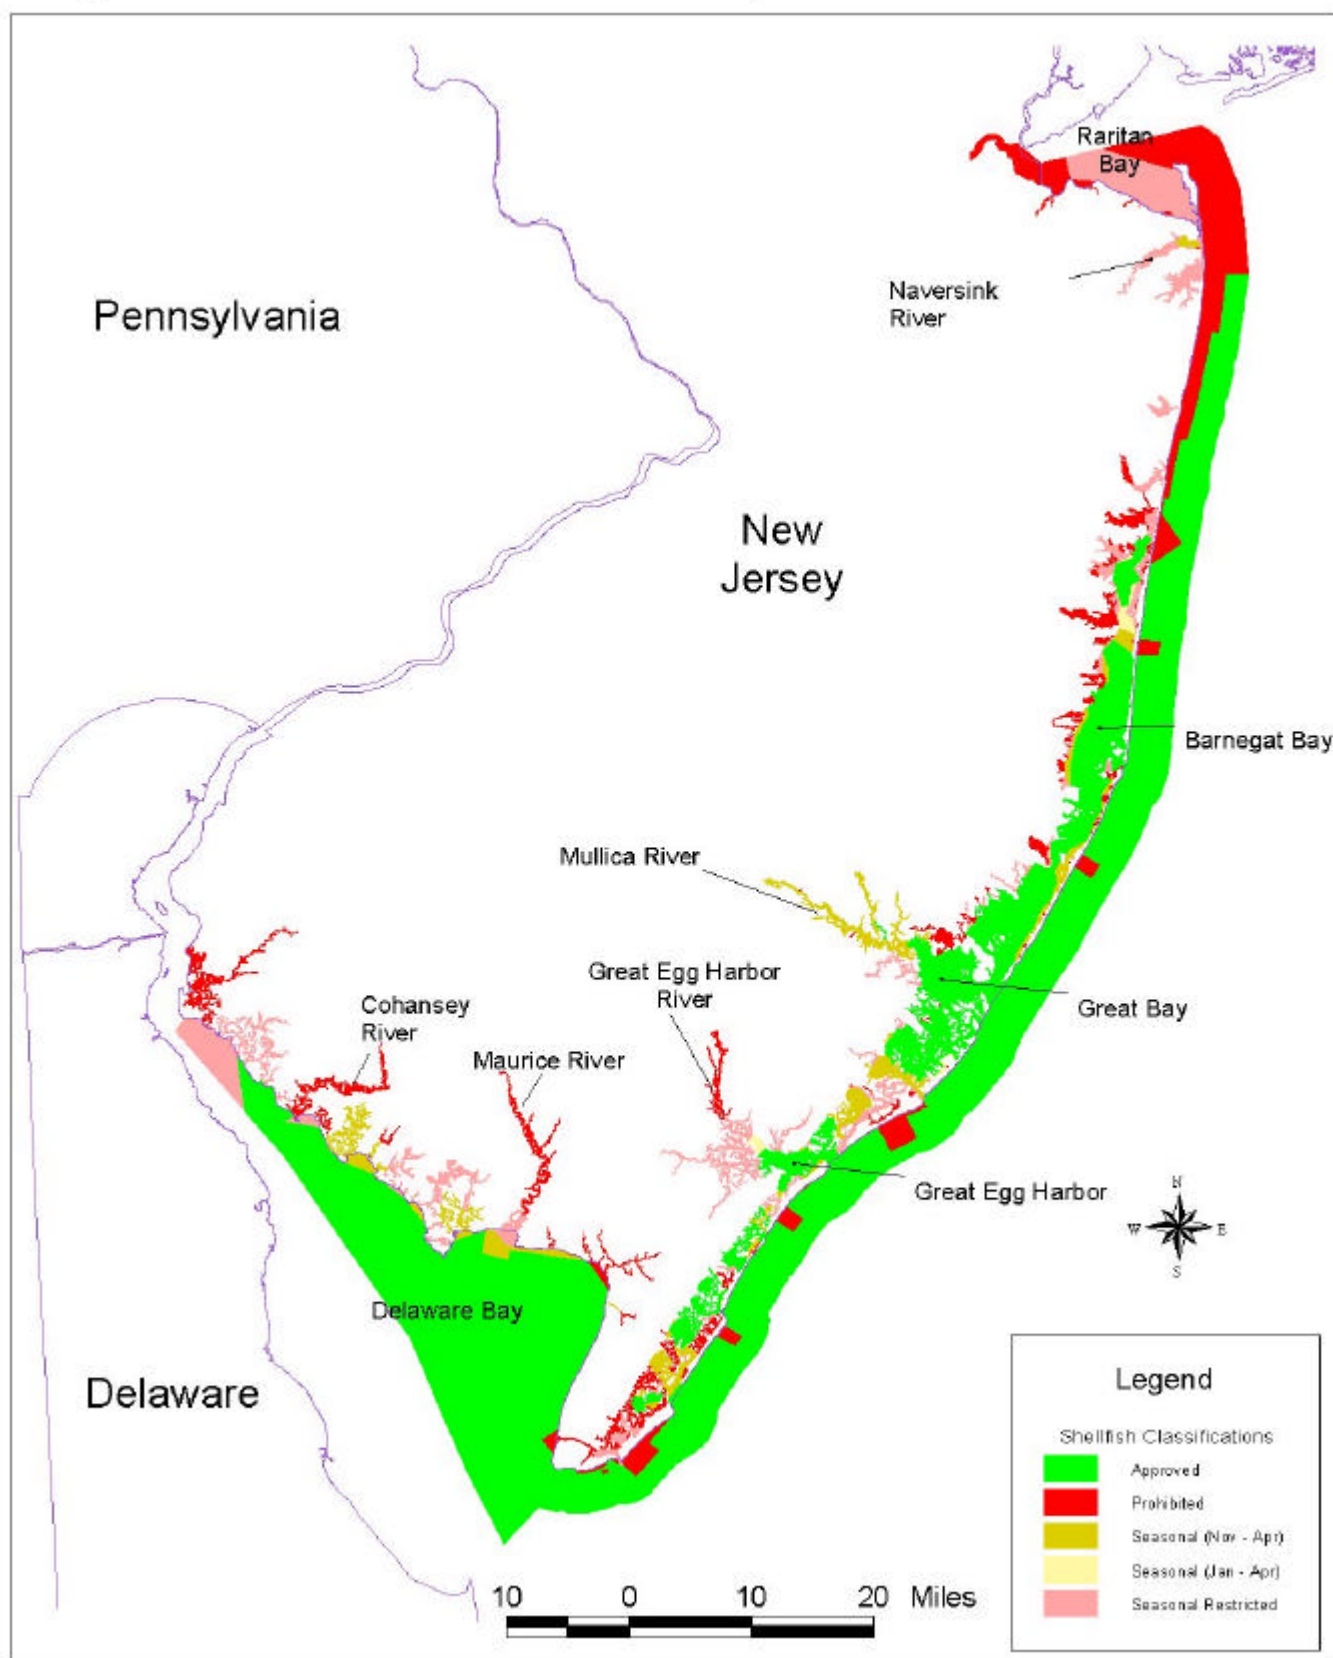 Raritan
Bay
Naversink
River
Pennsylvania
New
Jersey
Barnegat Bay
Mullica River
Great Egg Harbor
River
Great Bay
Cohansey
River
Maurice River
Great Egg Harbor
N
W
E
S
Delaware Bay
Delaware
Legend
Shellfish Classifications
Approved
Prohibited
Seasonal (Nov - Apr)
Seasonal (Jan - Apr)
Seasonal Restricted
10 0 10 20 Miles